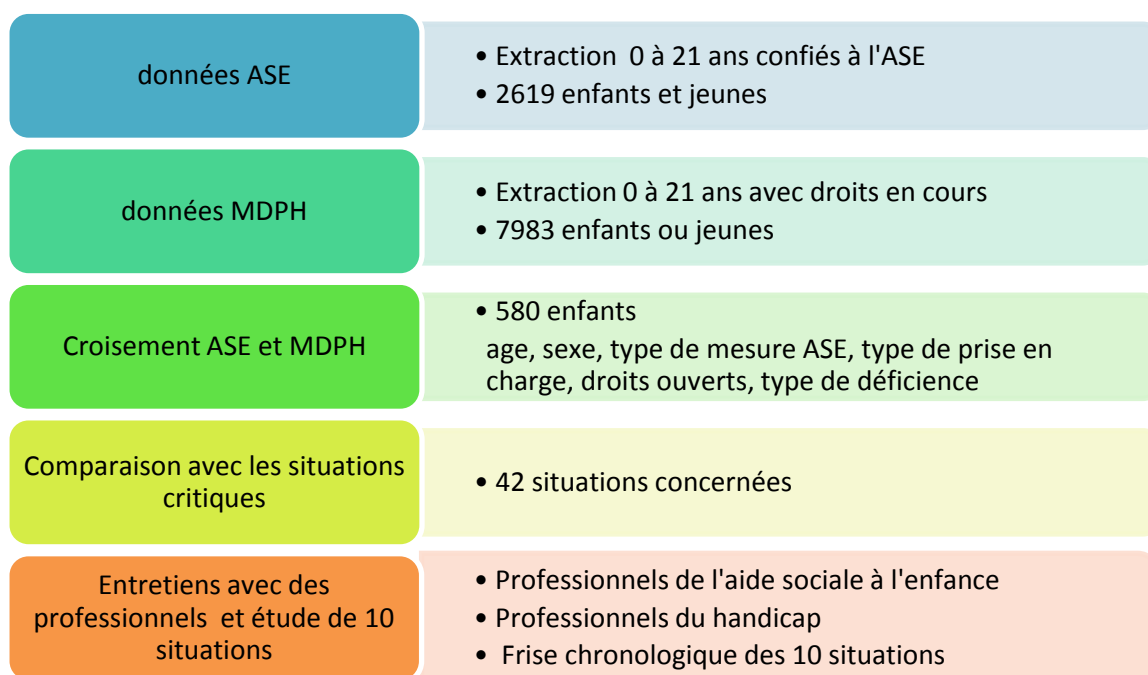 données ASE
• Extraction 0 à 21 ans confiés à l'ASE
• 2619 enfants et jeunes
données MDPH
• Extraction 0 à 21 ans avec droits en cours
• 7983 enfants ou jeunes
Croisement ASE et MDPH
• 580 enfants
age, sexe, type de mesure ASE, type de prise en
charge, droits ouverts, type de déficience
Comparaison avec les situations
critiques
• 42 situations concernées
Entretiens avec des
professionnels et étude de 10
situations
• Professionnels de l'aide sociale à l'enfance
• Professionnels du handicap
• Frise chronologique des 10 situations